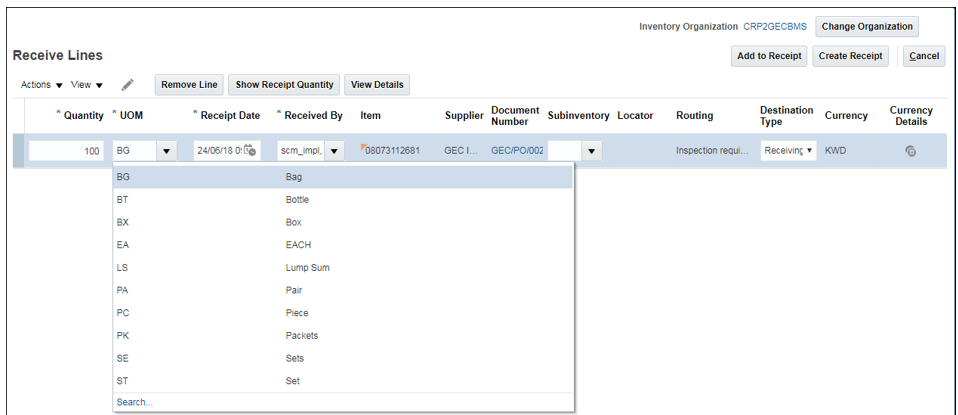 Inventory Organization CRP2GECBMS Change Organization
Receive Lines
Add to Receipt Create Receipt Cancel
Actions View Remove Line Show Receipt Quantity View Details
* Quantity * UOM * Receipt Date * Received By Item Supplier Document Number Subinventory Locator Routing Destination Type Currency Currency Details
100 BG 24/06/18 scm_impl, 08073112681 GEC I... GEC/PO/002 Inspection requi... Receiving KWD
BG Bag
BT Bottle
BX Box
EA EACH
LS Lump Sum
PA Pair
PC Piece
PK Packets
SE Sets
ST Set
Search...